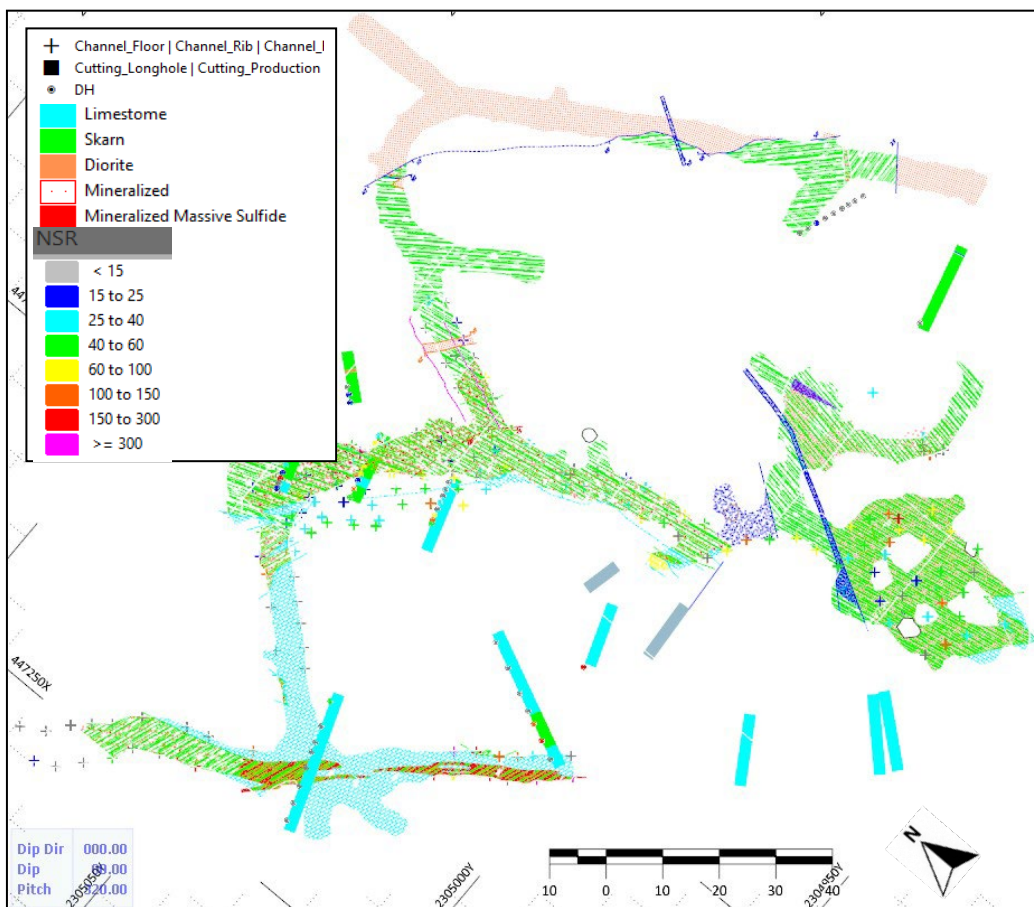 Channel_Floor | Channel_Rib | Channel_I
Cutting_Longhole | Cutting_Production
DH
Limestome
Skarn
Diorite
Mineralized
Mineralized Massive Sulfide
NSR
< 15
15 to 25
25 to 40
40 to 60
60 to 100
100 to 150
150 to 300
>= 300
447250X
Dip Dir 000.00
Dip
Pitch
2305000Y
N
10 0 10 20 30 40